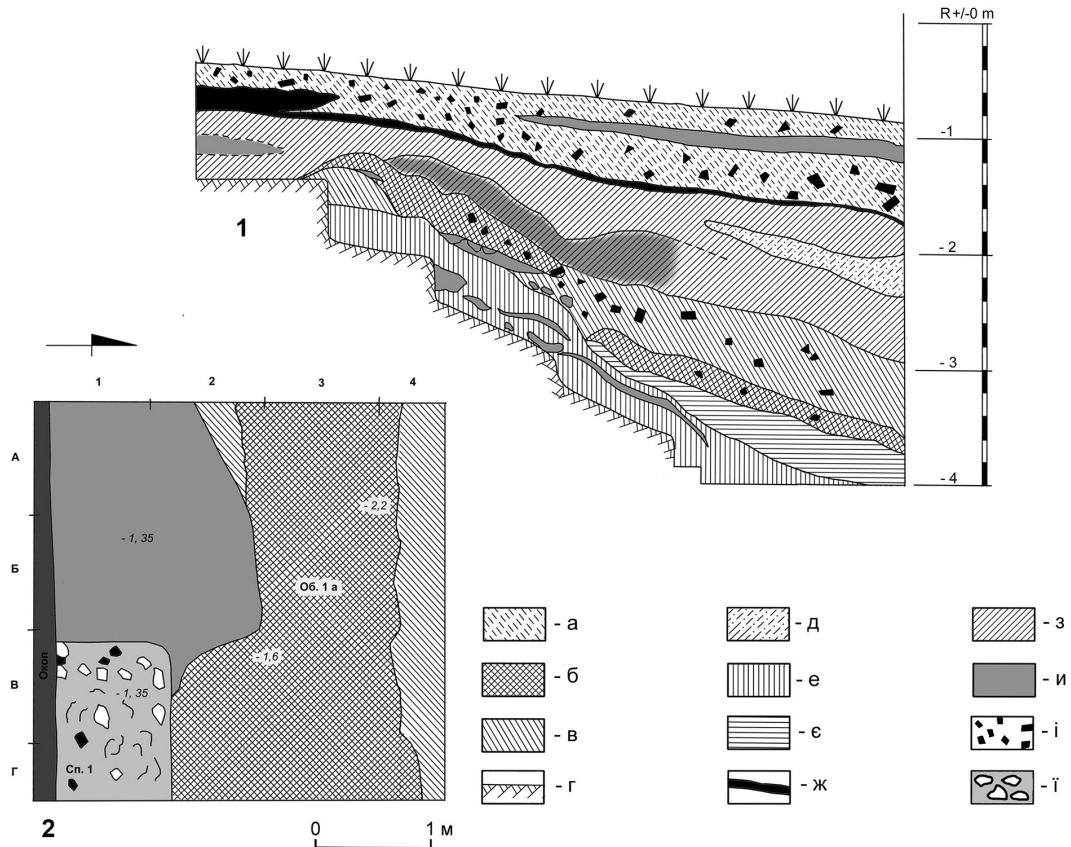 R+/-0 m
-1
- 2
- 3
- 4
1
1 2 3 4
А
Б
В
Г
- 1, 35
- 2,2
Об. 1 а
- 1,6
Окоп
- 1, 35
Сп. 1
2
0 1 м
- а
- б
- в
- г
- д
- е
- є
- ж
- з
- и
- і
- ї